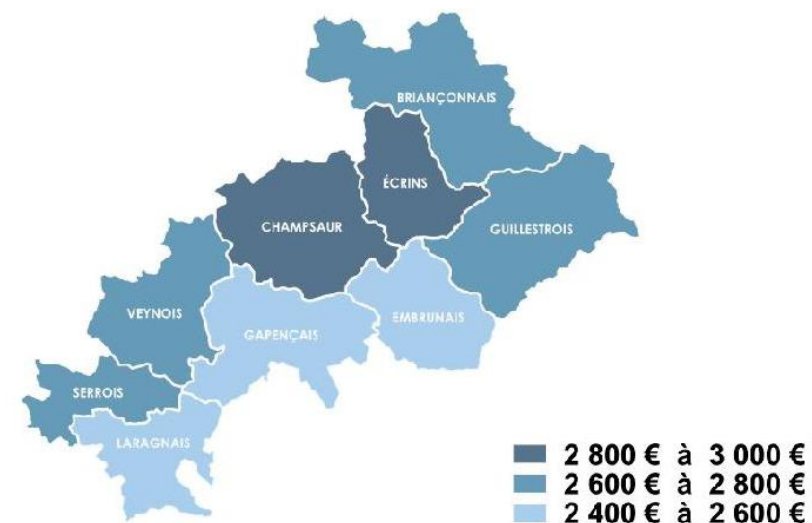 BRIANÇONNAIS
ÉCRINS
CHAMPSAUR
GUILLESTROIS
VEYNOIS
EMBRUNAIS
GAPENÇAIS
SERROIS
LARAGNAIS
2 800 € à 3 000 €
2 600 € à 2 800 €
2 400 € à 2 600 €